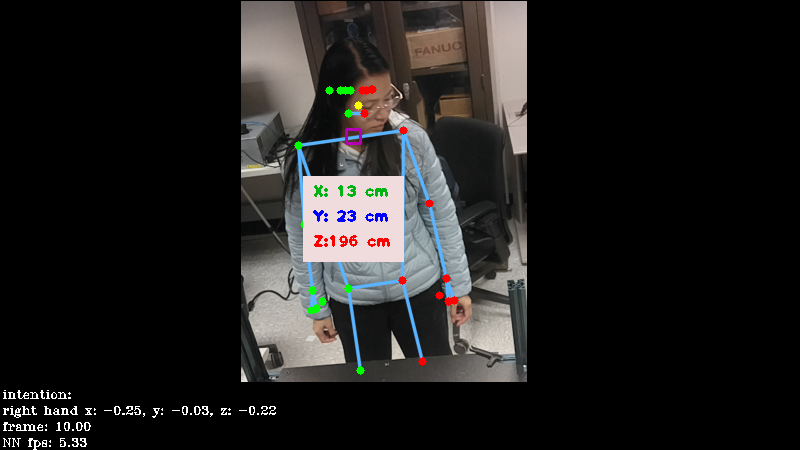 FANUC
X: 13 cm
Y: 23 cm
Z:196 cm
intention:
right hand x: -0.25, y: -0.03, z: -0.22
frame: 10.00
NN fps: 5.33